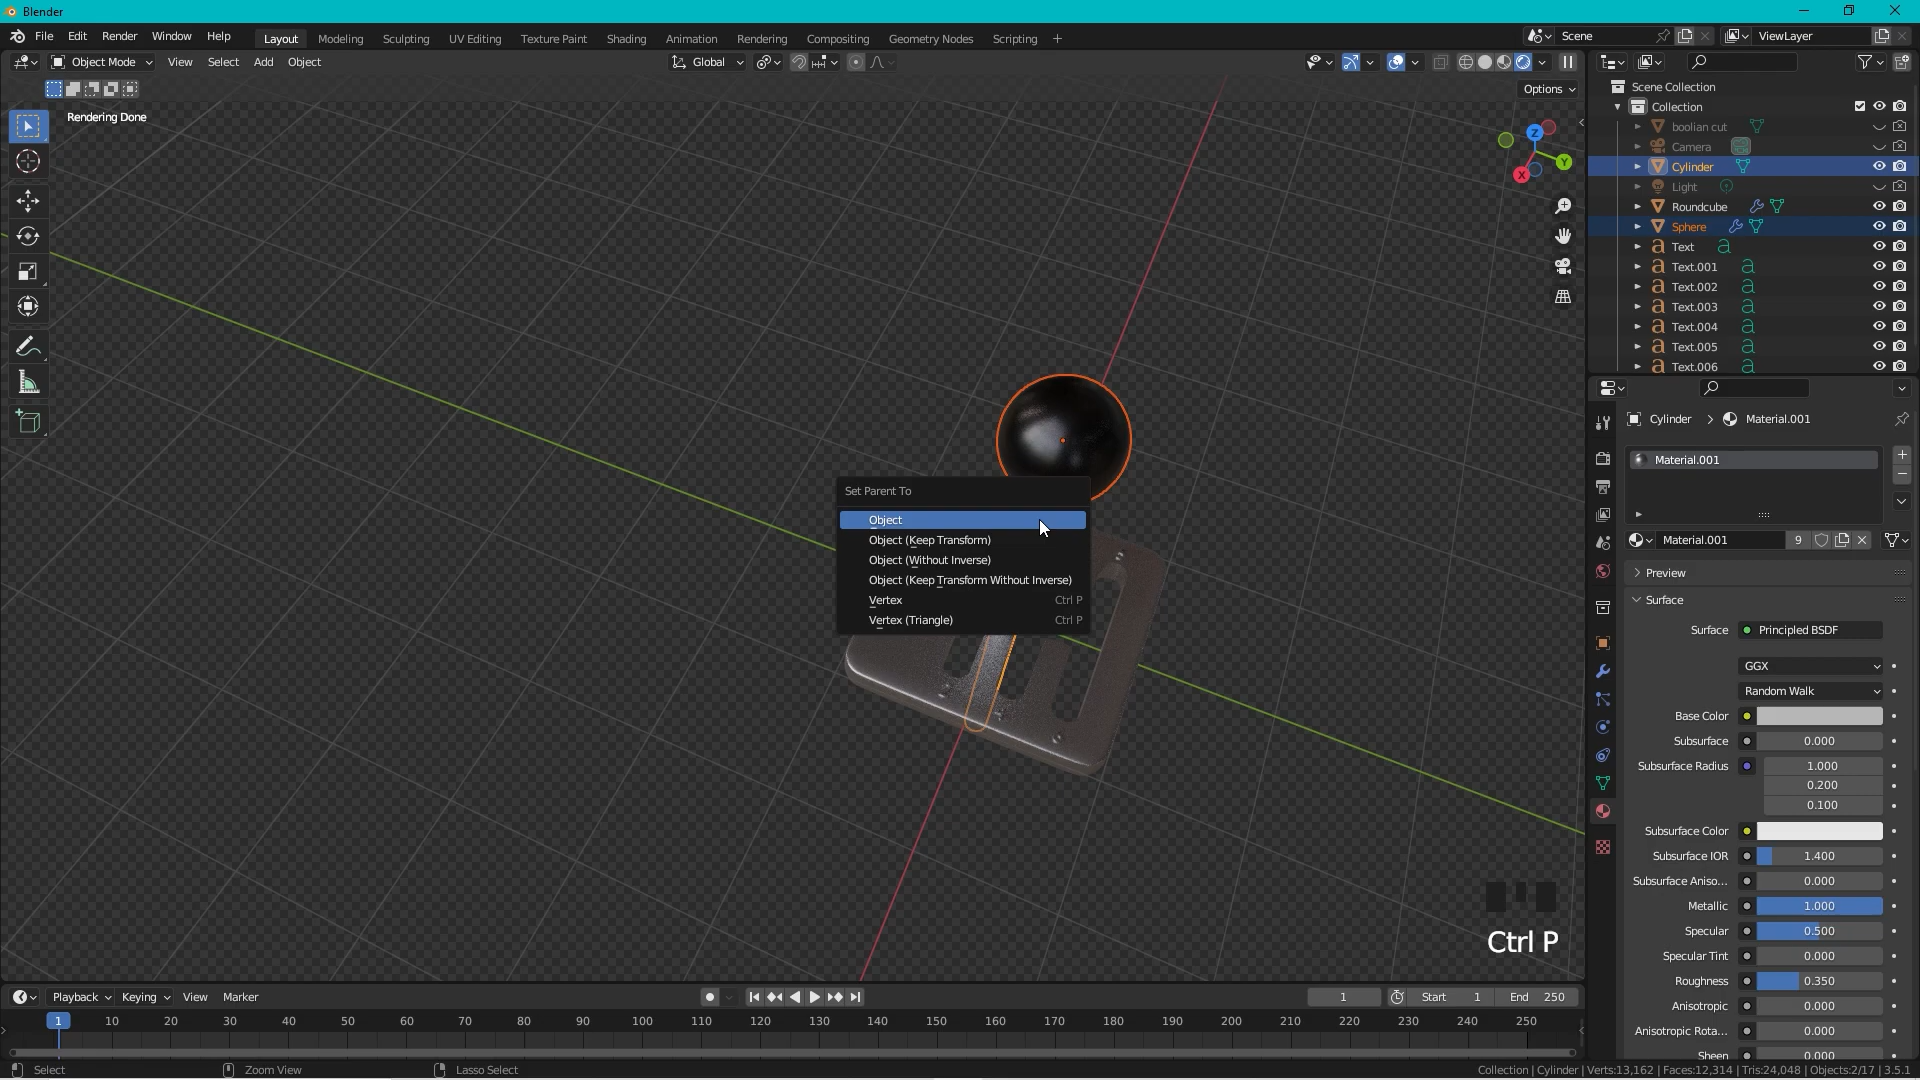 Blender
File Edit Render Window Help Layout Modeling Sculpting UV Editing Texture Paint Shading Animation Rendering Compositing Geometry Nodes Scripting + Scene ViewLayer
Object Mode View Select Add Object Global
Options
Rendering Done
Z
Y
X
Scene Collection
Collection
boolian cut
Camera
Cylinder
Light
Roundcube
Sphere
Text
Text.001
Text.002
Text.003
Text.004
Text.005
Text.006
Set Parent To
Object
Object (Keep Transform)
Object (Without Inverse)
Object (Keep Transform Without Inverse)
Vertex Ctrl P
Vertex (Triangle) Ctrl P
Cylinder > Material.001
Material.001
Material.001 9
Preview
Surface
Surface Principled BSDF
GGX
Random Walk
Base Color
Subsurface 0.000
Subsurface Radius 1.000
0.200
0.100
Subsurface Color
Subsurface IOR 1.400
Subsurface Aniso... 0.000
Metallic 1.000
Specular 0.500
Specular Tint 0.000
Roughness 0.350
Anisotropic 0.000
Anisotropic Rota... 0.000
Sheen 0.000
Ctrl P
Playback Keying View Marker 1 Start 1 End 250
1 10 20 30 40 50 60 70 80 90 100 110 120 130 140 150 160 170 180 190 200 210 220 230 240 250
Select Zoom View Lasso Select Collection | Cylinder | Verts:13,162 | Faces:12,314 | Tris:24,048 | Objects:2/17 | 3.5.1